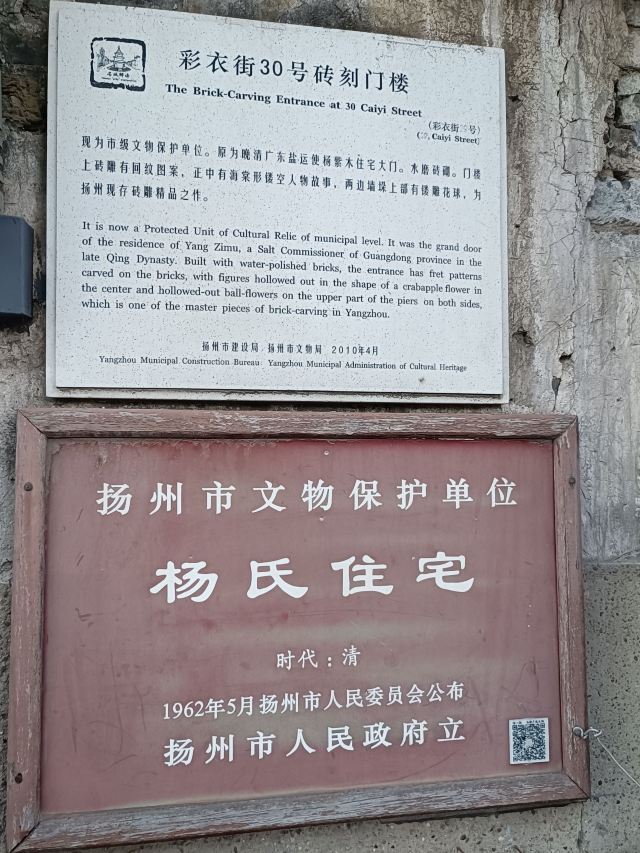 彩衣街30号砖刻门楼
The Brick-Carving Entrance at 30 Caiyi Street
现为市级文物保护单位。原为晚清广东盐运使杨紫木住宅大门。水磨砖砌。门楼
上砖雕有回纹图案，正中有海棠形镂空人物故事，两边墙垛上部有镂雕花球，为
扬州现存砖雕精品之作。
It is now a Protected Unit of Cultural Relic of municipal level. It was the grand door
of the residence of Yang Zimu, a Salt Commissioner of Guangdong province in the
late Qing Dynasty. Built with water-polished bricks, the entrance has fret patterns
carved on the bricks, with figures hollowed out in the shape of a crabapple flower in
the center and hollowed-out ball-flowers on the upper part of the piers on both sides,
which is one of the master pieces of brick-carving in Yangzhou.
扬州市建设局 扬州市文物局 2010年4月
Yangzhou Municipal Construction Bureau Yangzhou Municipal Administration of Cultural Heritage
扬州市文物保护单位
杨氏住宅
时代：清
1962年5月扬州市人民委员会公布
扬州市人民政府立